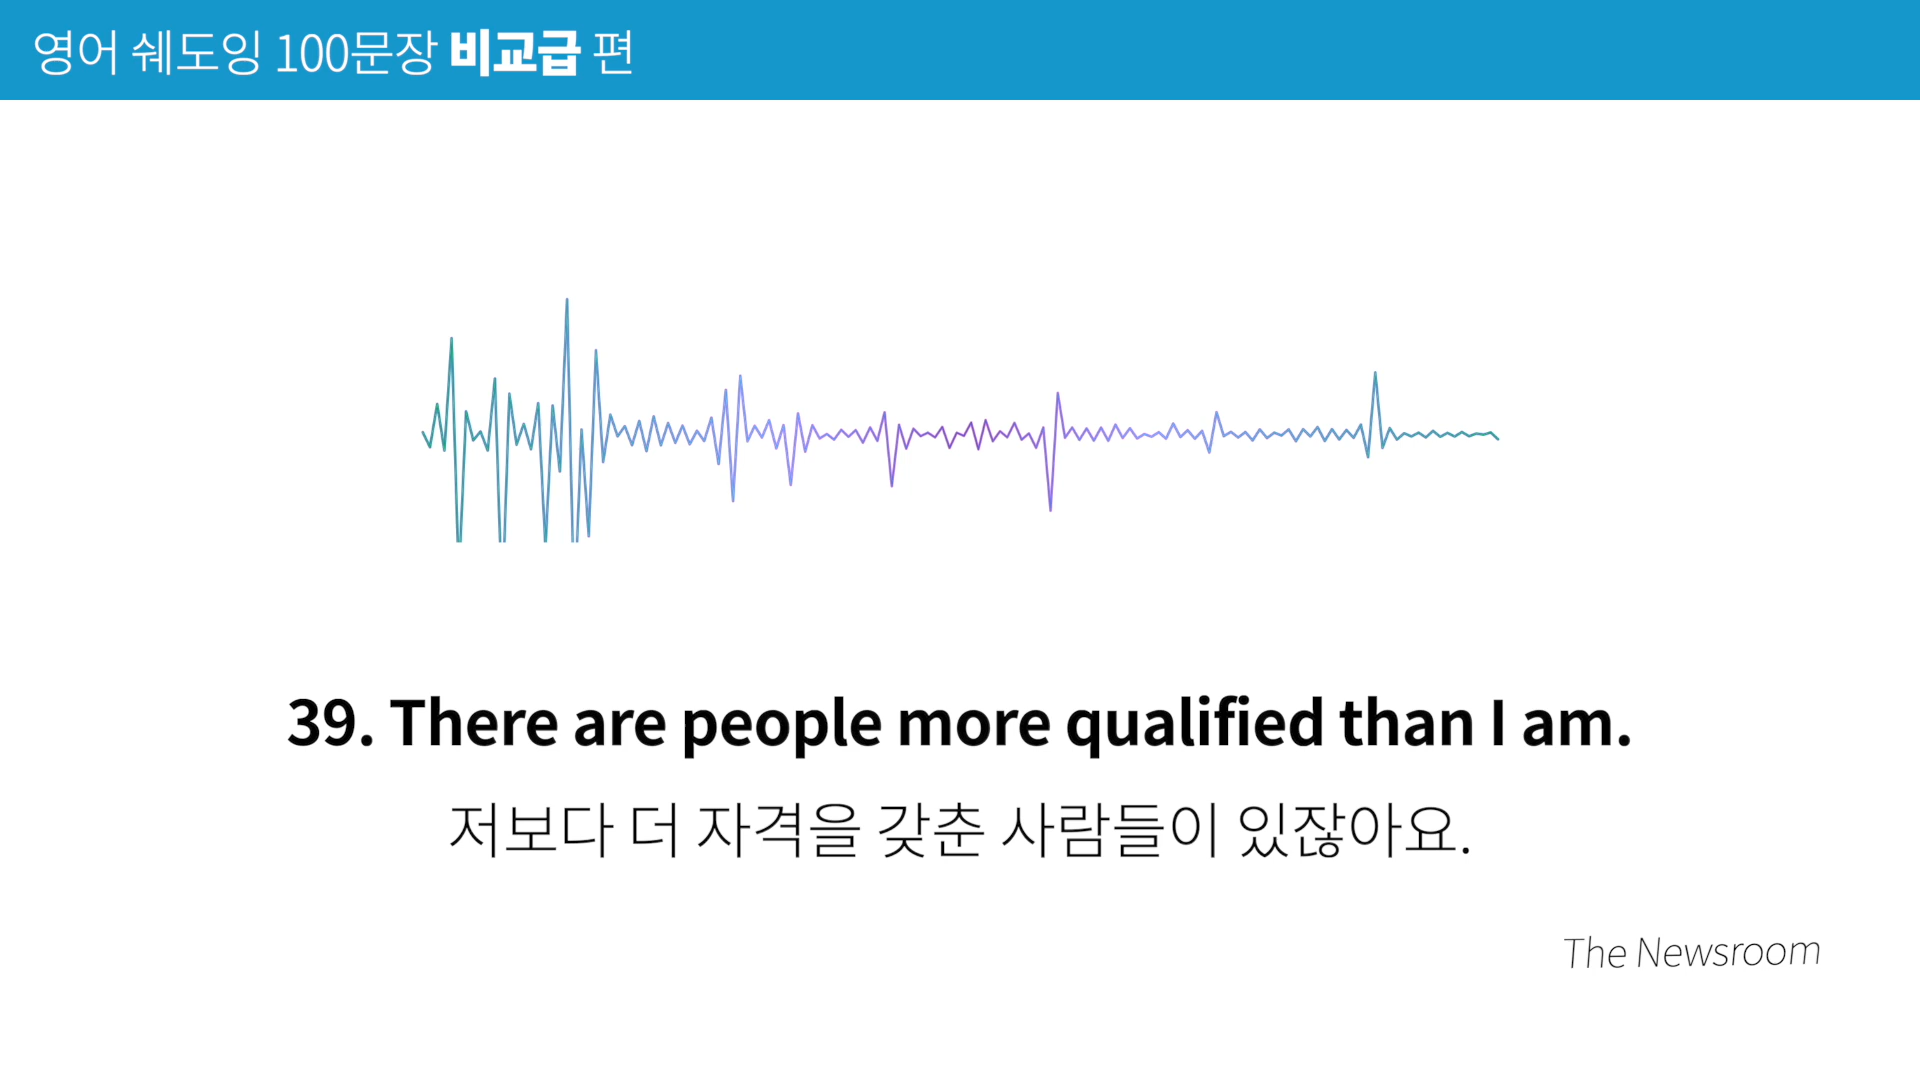 영어 쉐도잉 100문장 비교급 편
39. There are people more qualified than I am.
저보다 더 자격을 갖춘 사람들이 있잖아요.
The Newsroom